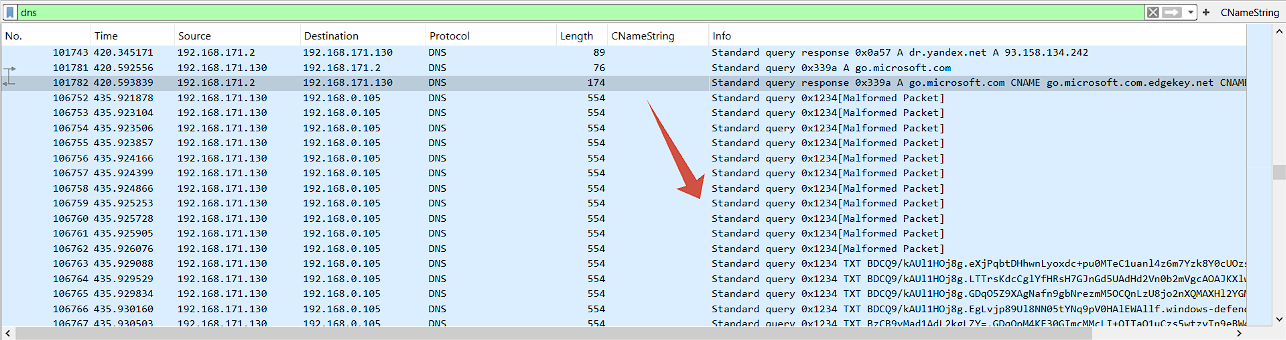 dns
CNameString
No. Time Source Destination Protocol Length CNameString Info
101743 420.345171 192.168.171.2 192.168.171.130 DNS 89 Standard query response 0x0a57 A dr.yandex.net A 93.158.134.242
101781 420.592556 192.168.171.130 192.168.171.2 DNS 76 Standard query 0x339a A go.microsoft.com
101782 420.593839 192.168.171.2 192.168.171.130 DNS 174 Standard query response 0x339a A go.microsoft.com CNAME go.microsoft.com.edgekey.net CNAME
106752 435.921878 192.168.171.130 192.168.0.105 DNS 554 Standard query 0x1234[Malformed Packet]
106753 435.923104 192.168.171.130 192.168.0.105 DNS 554 Standard query 0x1234[Malformed Packet]
106754 435.923506 192.168.171.130 192.168.0.105 DNS 554 Standard query 0x1234[Malformed Packet]
106755 435.923857 192.168.171.130 192.168.0.105 DNS 554 Standard query 0x1234[Malformed Packet]
106756 435.924166 192.168.171.130 192.168.0.105 DNS 554 Standard query 0x1234[Malformed Packet]
106757 435.924399 192.168.171.130 192.168.0.105 DNS 554 Standard query 0x1234[Malformed Packet]
106758 435.924866 192.168.171.130 192.168.0.105 DNS 554 Standard query 0x1234[Malformed Packet]
106759 435.925253 192.168.171.130 192.168.0.105 DNS 554 Standard query 0x1234[Malformed Packet]
106760 435.925728 192.168.171.130 192.168.0.105 DNS 554 Standard query 0x1234[Malformed Packet]
106761 435.925905 192.168.171.130 192.168.0.105 DNS 554 Standard query 0x1234[Malformed Packet]
106762 435.926076 192.168.171.130 192.168.0.105 DNS 554 Standard query 0x1234[Malformed Packet]
106763 435.929088 192.168.171.130 192.168.0.105 DNS 554 Standard query 0x1234 TXT BDCQ9/kAUl1HOj8g.eXjPqbtDHhwnLyoxdc+pu0MTeC1uanl4z6m7Yzk8Y0cUOzs
106764 435.929529 192.168.171.130 192.168.0.105 DNS 554 Standard query 0x1234 TXT BDCQ9/kAUl1HOj8g.LTTrsKdcCglYfHRsH7GJnGd5UAdHd2Vn0b2mVgcAOAJKXlw
106765 435.929834 192.168.171.130 192.168.0.105 DNS 554 Standard query 0x1234 TXT BDCQ9/kAUl1HOj8g.GDqO5Z9XAgNafn9gbNrezmM5OCQnLzU8jo2nXQMAXHl2YGM
106766 435.930160 192.168.171.130 192.168.0.105 DNS 554 Standard query 0x1234 TXT BDCQ9/kAUl1HOj8g.EgLvjp89Ul8NN05tYNq9pV0HAlEWAllf.windows-defend
106767 435.930503 192.168.171.130 192.168.0.105 DNS 554 Standard query 0x1234 TXT